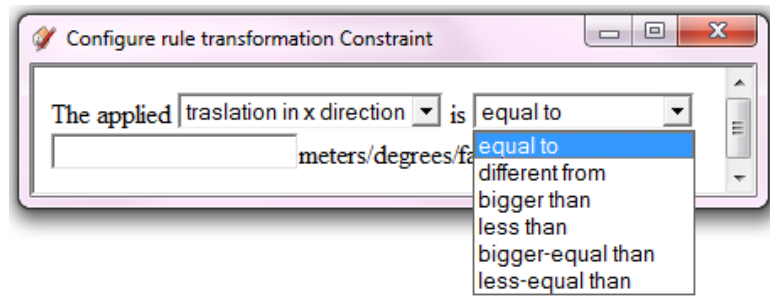 Configure rule transformation Constraint
The applied traslation in x direction is equal to
meters/degrees/fa
equal to
different from
bigger than
less than
bigger-equal than
less-equal than